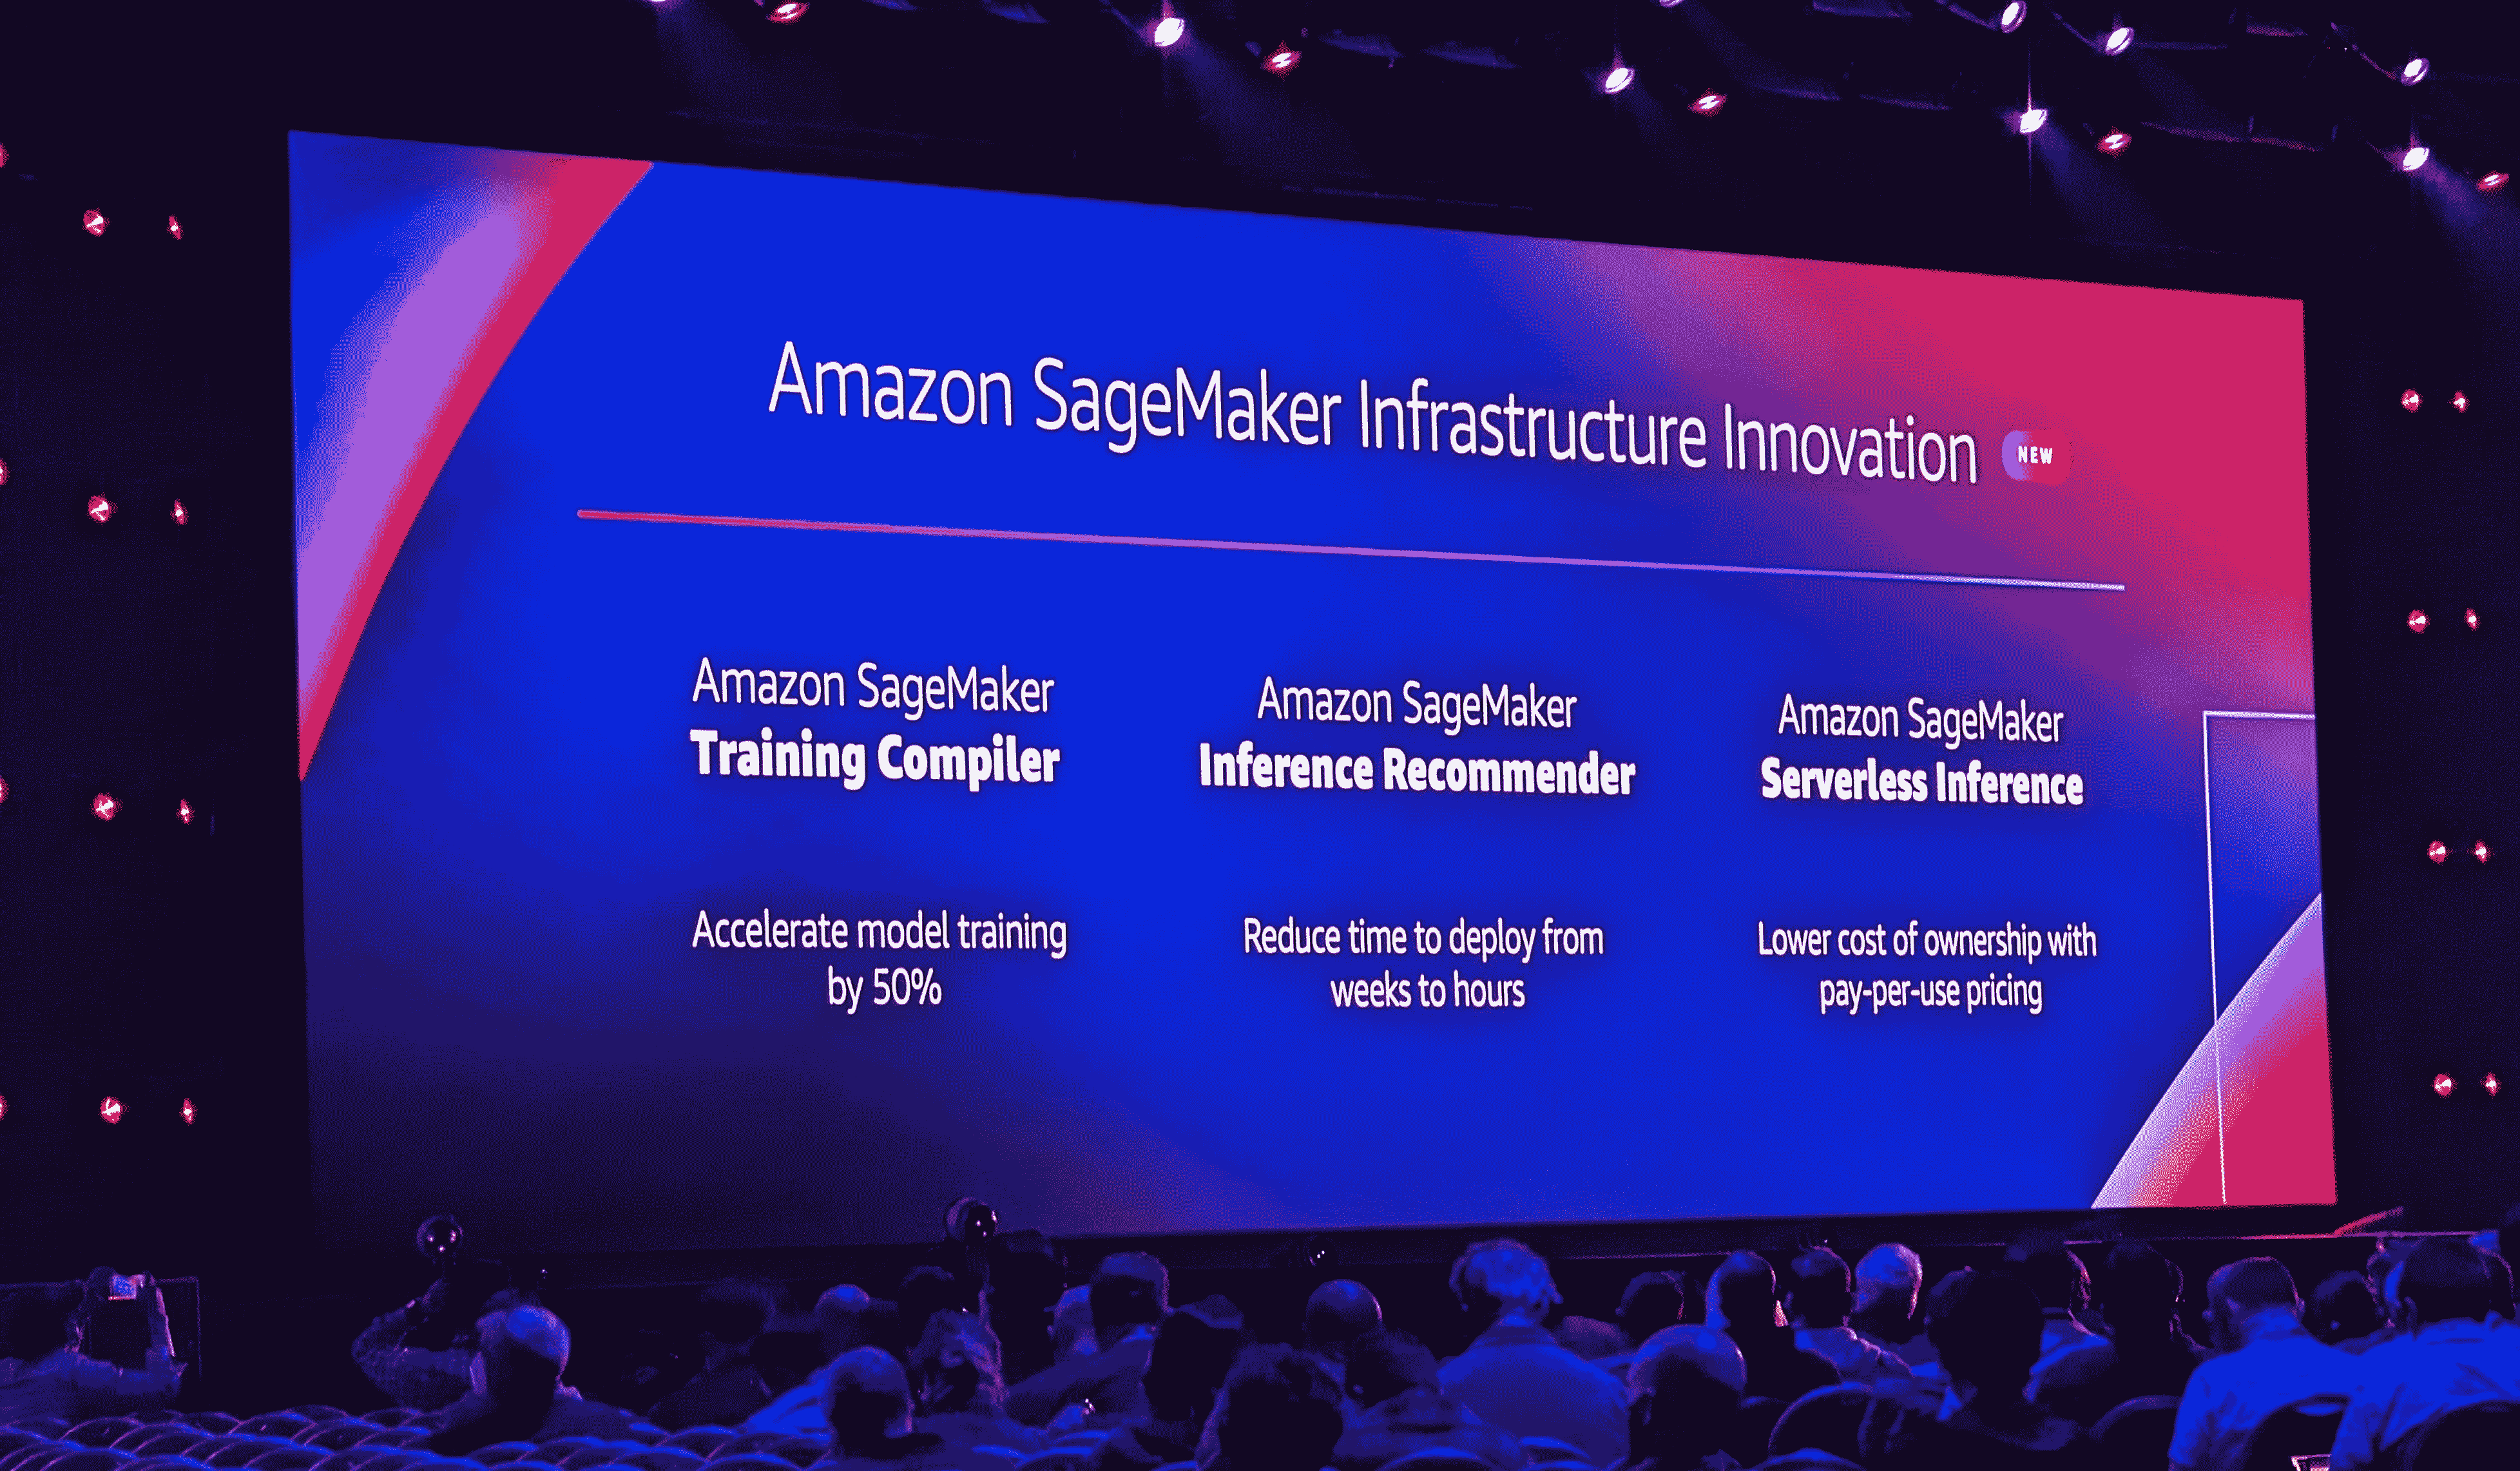 Amazon SageMaker Infrastructure Innovation NEW
Amazon SageMaker
Training Compiler
Accelerate model training
by 50%
Amazon SageMaker
Inference Recommender
Reduce time to deploy from
weeks to hours
Amazon SageMaker
Serverless Inference
Lower cost of ownership with
pay-per-use pricing